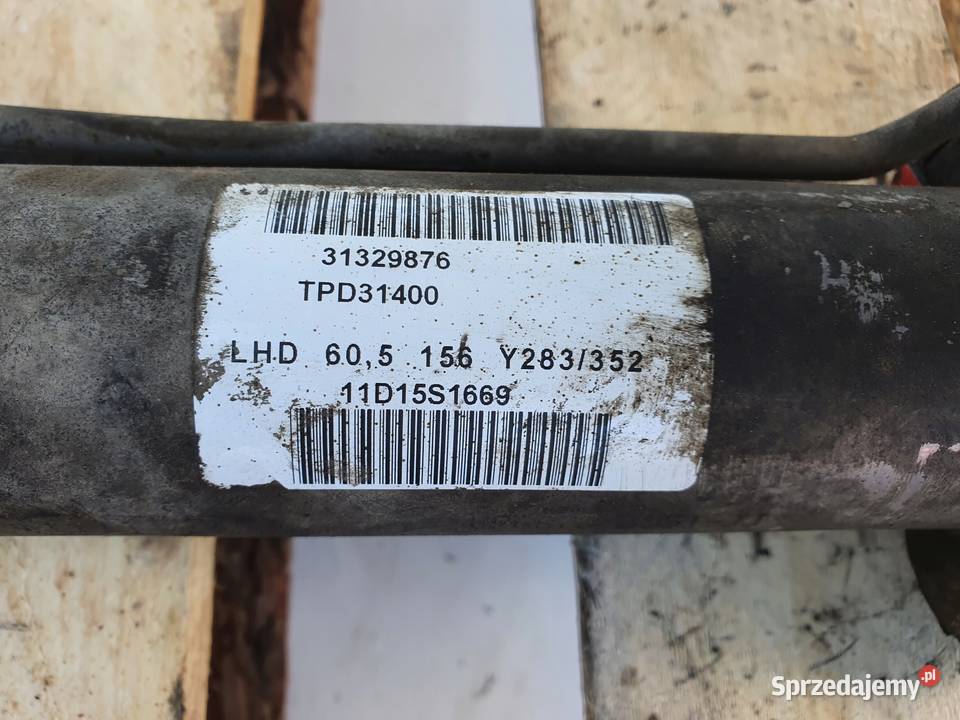 31329876
TPD31400
LHD 60,5 156 Y283/352
11D15S1669
Sprzedajemy.pl